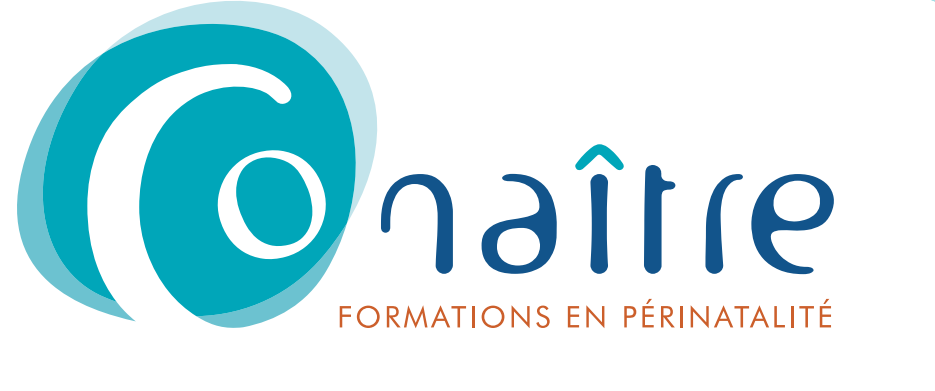 Conaître
FORMATIONS EN PÉRINATALITÉ